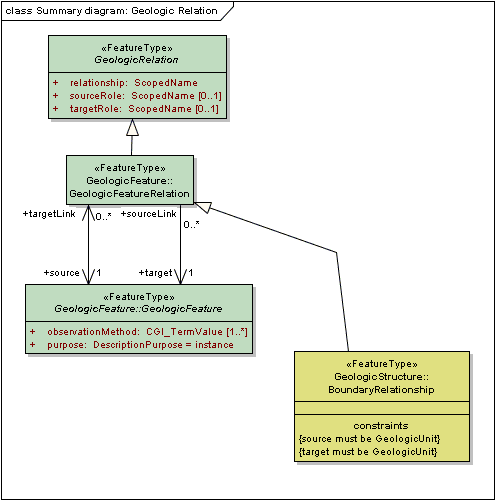 class Summary diagram: Geologic Relation
«FeatureType»
GeologicRelation
+ relationship: ScopedName
+ sourceRole: ScopedName [0..1]
+ targetRole: ScopedName [0..1]
«FeatureType»
GeologicFeature::
GeologicFeatureRelation
+targetLink
0..*
+sourceLink
0..*
+source
1
+target
1
«FeatureType»
GeologicFeature::GeologicFeature
+ observationMethod: CGI_TermValue [1..*]
+ purpose: DescriptionPurpose = instance
«FeatureType»
GeologicStructure::
BoundaryRelationship
constraints
{source must be GeologicUnit}
{target must be GeologicUnit}